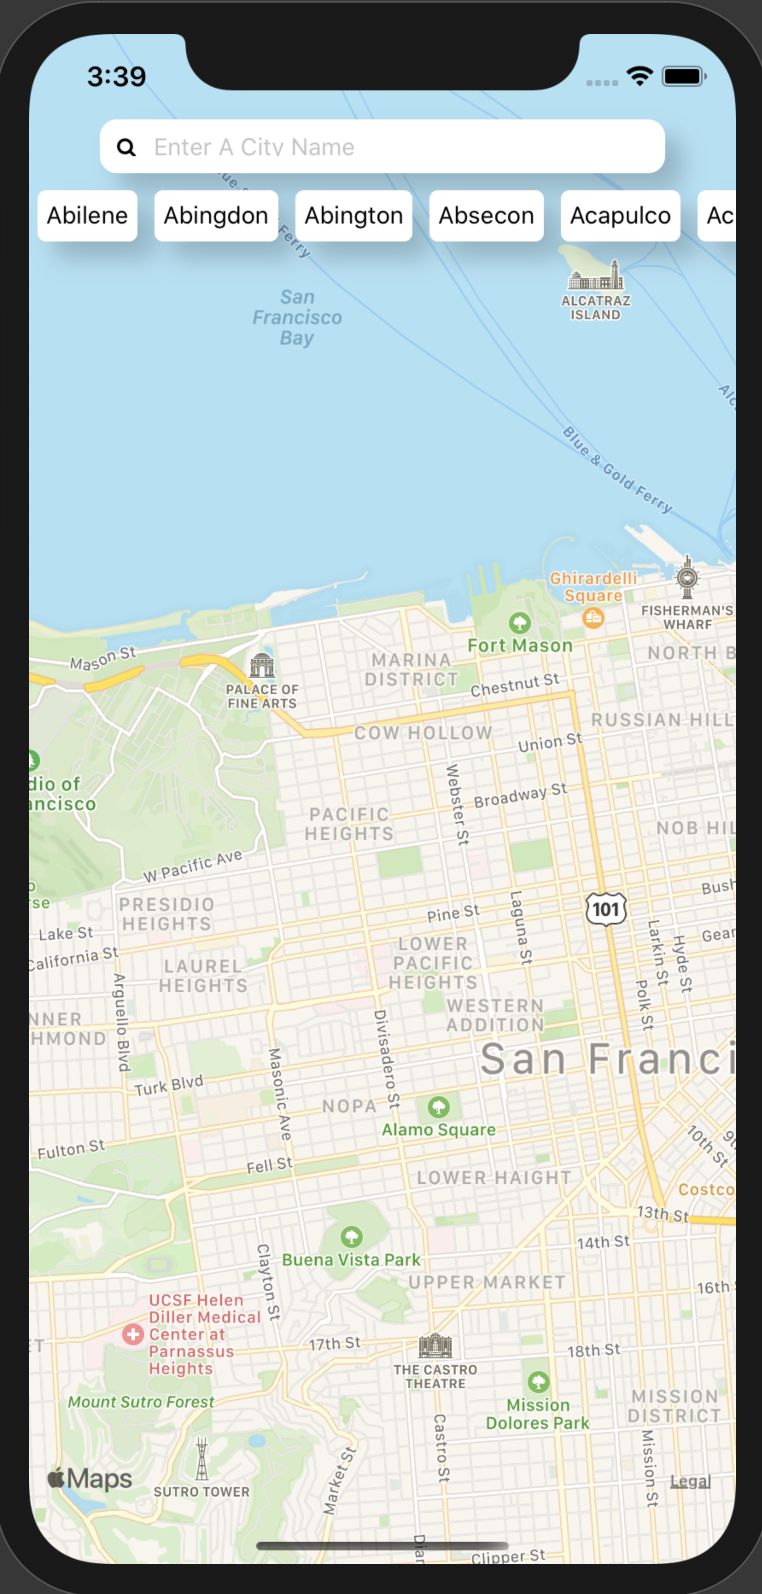 3:39
Enter A City Name
Abilene
Abingdon
Abington
Absecon
Acapulco
Ac
ue &
Ferry
San
Francisco
Bay
ALCATRAZ
ISLAND
Alc
Blue & Gold Ferry
Ghirardelli
Square
FISHERMAN'S
WHARF
Fort Mason
Mason St
MARINA
DISTRICT
NORTH B
PALACE OF
FINE ARTS
Chestnut St
RUSSIAN HILL
COW HOLLOW
Union St
dio of
ancisco
Webster St
Broadway St
PACIFIC
HEIGHTS
NOB HIL
W Pacific Ave
o
rse
PRESIDIO
HEIGHTS
Pine St
Laguna St
101
Bush
Lake St
California St
LOWER
PACIFIC
HEIGHTS
Larkin St
Hyde St
Gear
LAUREL
HEIGHTS
Arguello Blvd
Polk St
NNER
HMOND
WESTERN
ADDITION
Divisadero St
San Franci
Masonic Ave
Turk Blvd
NOPA
Alamo Square
10th St
9t
Fulton St
Fell St
LOWER HAIGHT
Costco
13th St
Buena Vista Park
14th St
Clayton St
UPPER MARKET
16th
UCSF Helen
Diller Medical
Center at
Parnassus
Heights
ET
17th St
18th St
THE CASTRO
THEATRE
Mission
Dolores Park
MISSION
DISTRICT
Mount Sutro Forest
Castro St
Market St
Mission St
Maps
SUTRO TOWER
Legal
Diar
Clipper St